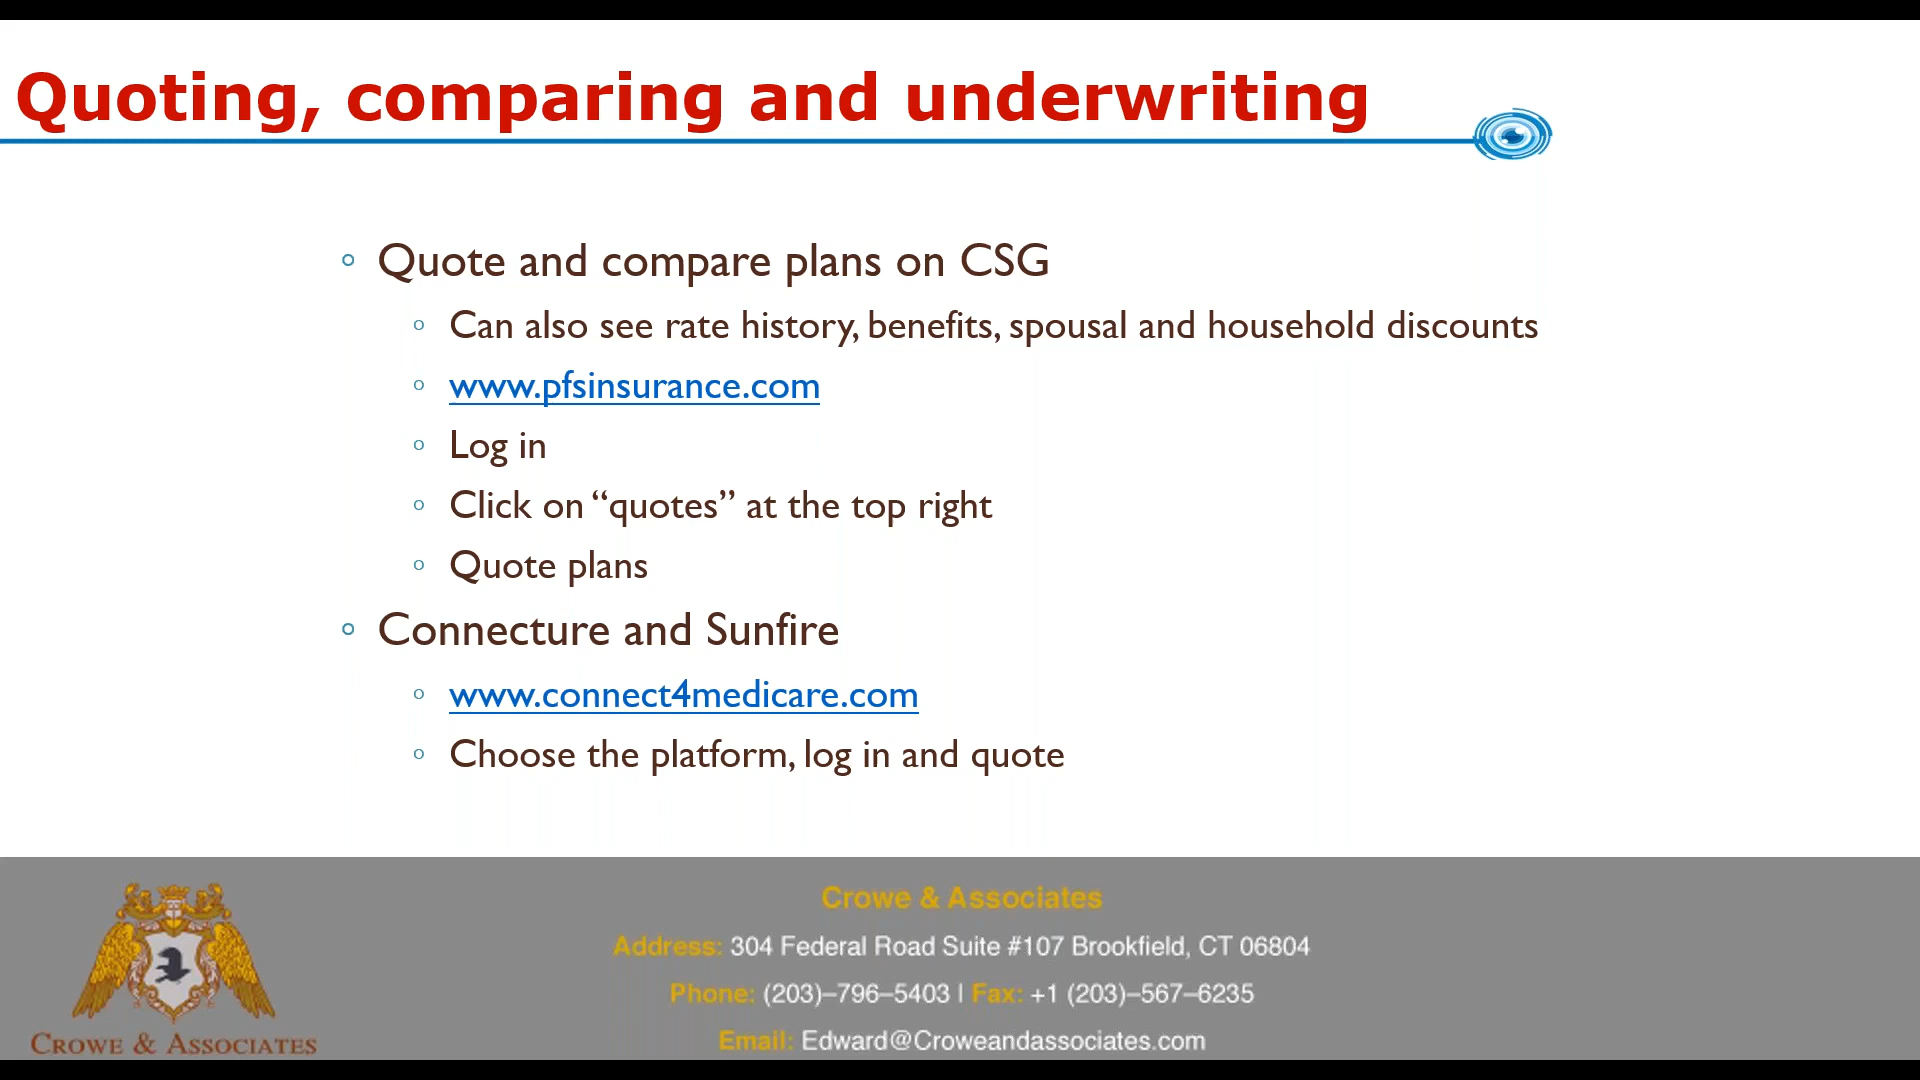 Quoting, comparing and underwriting
Quote and compare plans on CSG
Can also see rate history, benefits, spousal and household discounts
www.pfsinsurance.com
Log in
Click on “quotes” at the top right
Quote plans
Connecture and Sunfire
www.connect4medicare.com
Choose the platform, log in and quote
Crowe & Associates
Address: 304 Federal Road Suite #107 Brookfield, CT 06804
Phone: (203)–796–5403 | Fax: +1 (203)–567–6235
Email: Edward@Croweandassociates.com
Crowe & Associates